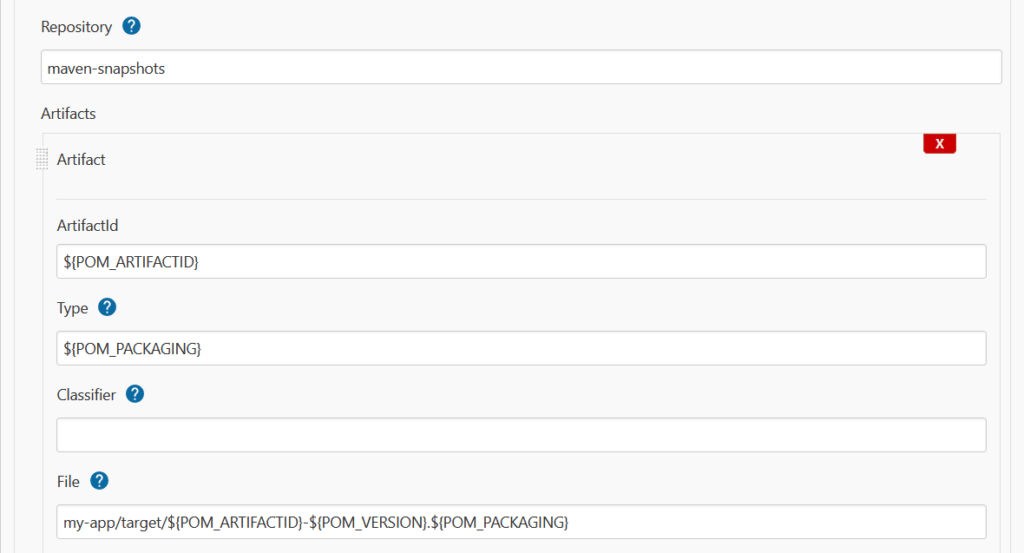 Repository ?
maven-snapshots
Artifacts
X
Artifact
ArtifactId
${POM_ARTIFACTID}
Type ?
${POM_PACKAGING}
Classifier ?
File ?
my-app/target/${POM_ARTIFACTID}-${POM_VERSION}.${POM_PACKAGING}